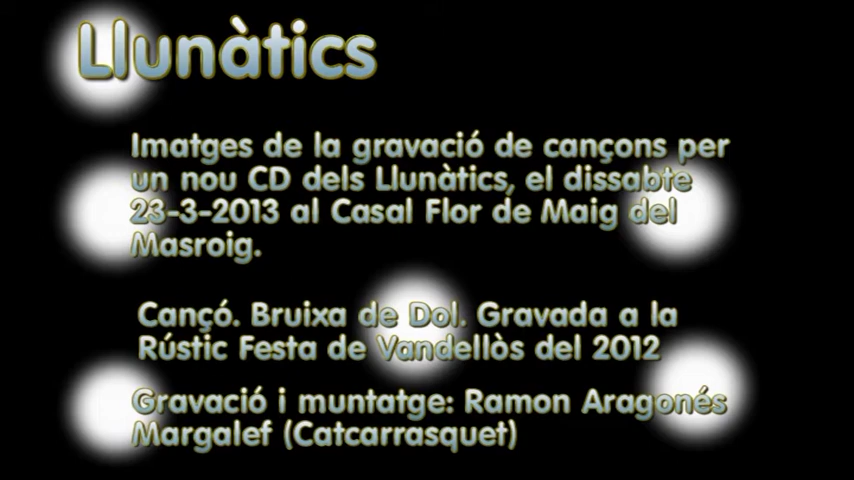 Llunàtics
Imatges de la gravació de cançons per
un nou CD dels Llunàtics, el dissabte
23-3-2013 al Casal Flor de Maig del
Masroig.
Cançó. Bruixa de Dol. Gravada a la
Rústic Festa de Vandellòs del 2012
Gravació i muntatge: Ramon Aragonés
Margalef (Catcarrasquet)